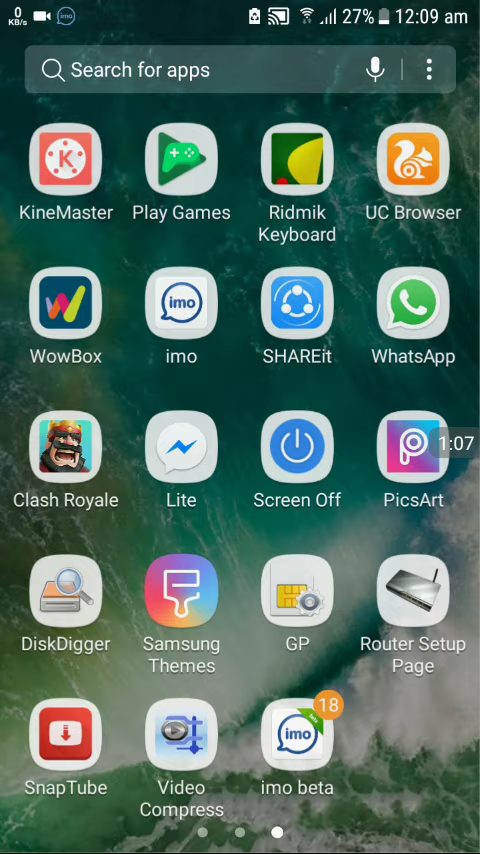 0
KB/s
imo
27%
12:09 am
Search for apps
K
KineMaster
Play Games
Ridmik
Keyboard
UC Browser
WowBox
imo
imo
SHAREit
WhatsApp
1:07
Clash Royale
Lite
Screen Off
PicsArt
DiskDigger
Samsung
Themes
GP
Router Setup
Page
18
imo
SnapTube
Video
Compress
imo beta